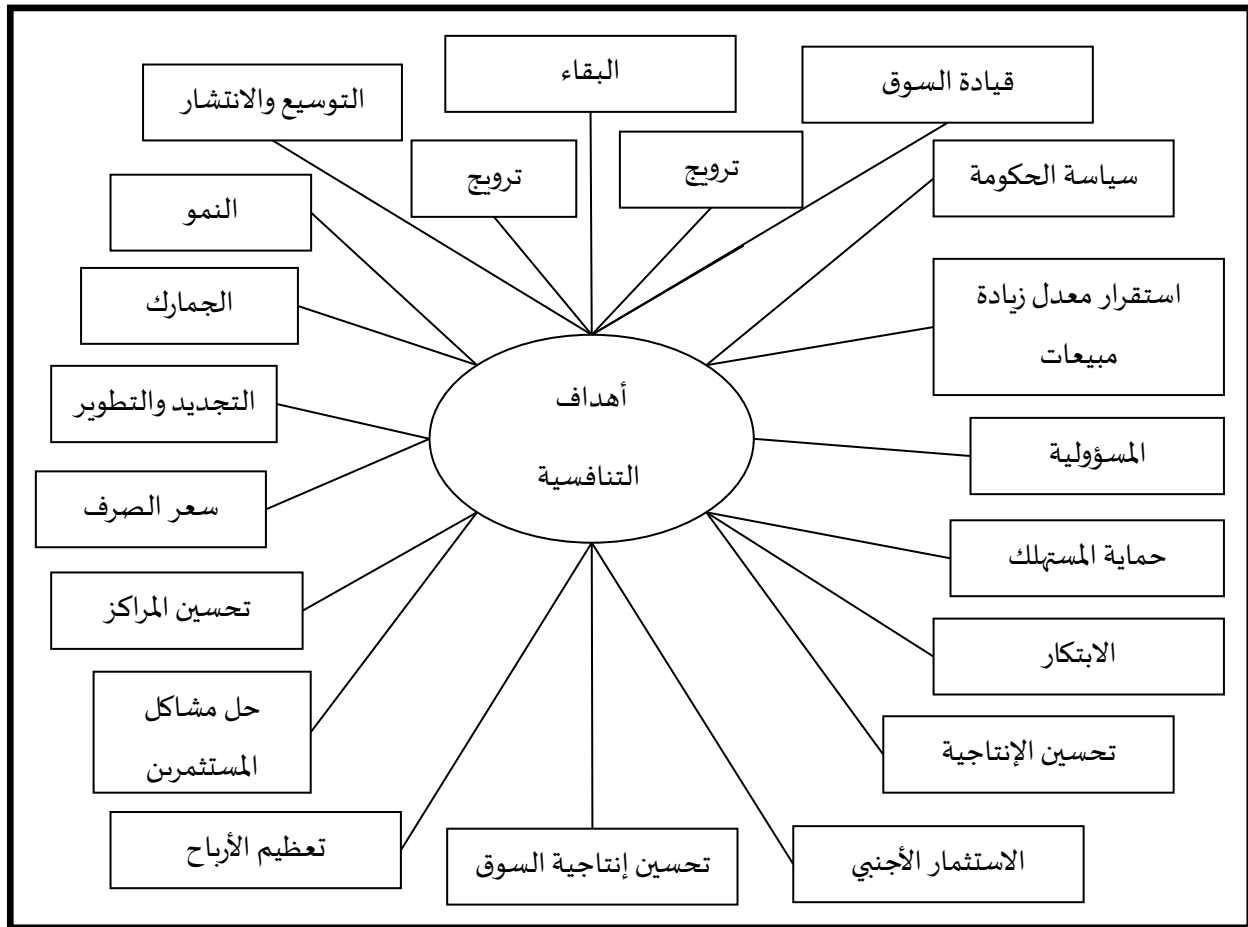 البقاء
قيادة السوق
التوسيع والانتشار
ترويج
ترويج
سياسة الحكومة
النمو
استقرار معدل زيادة
مبيعات
الجمارك
أهداف
التنافسية
التجديد والتطوير
المسؤولية
سعر الصرف
حماية المستهلك
تحسين المراكز
الابتكار
حل مشاكل
المستثمرين
تحسين الإنتاجية
تعظيم الأرباح
تحسين إنتاجية السوق
الاستثمار الأجنبي